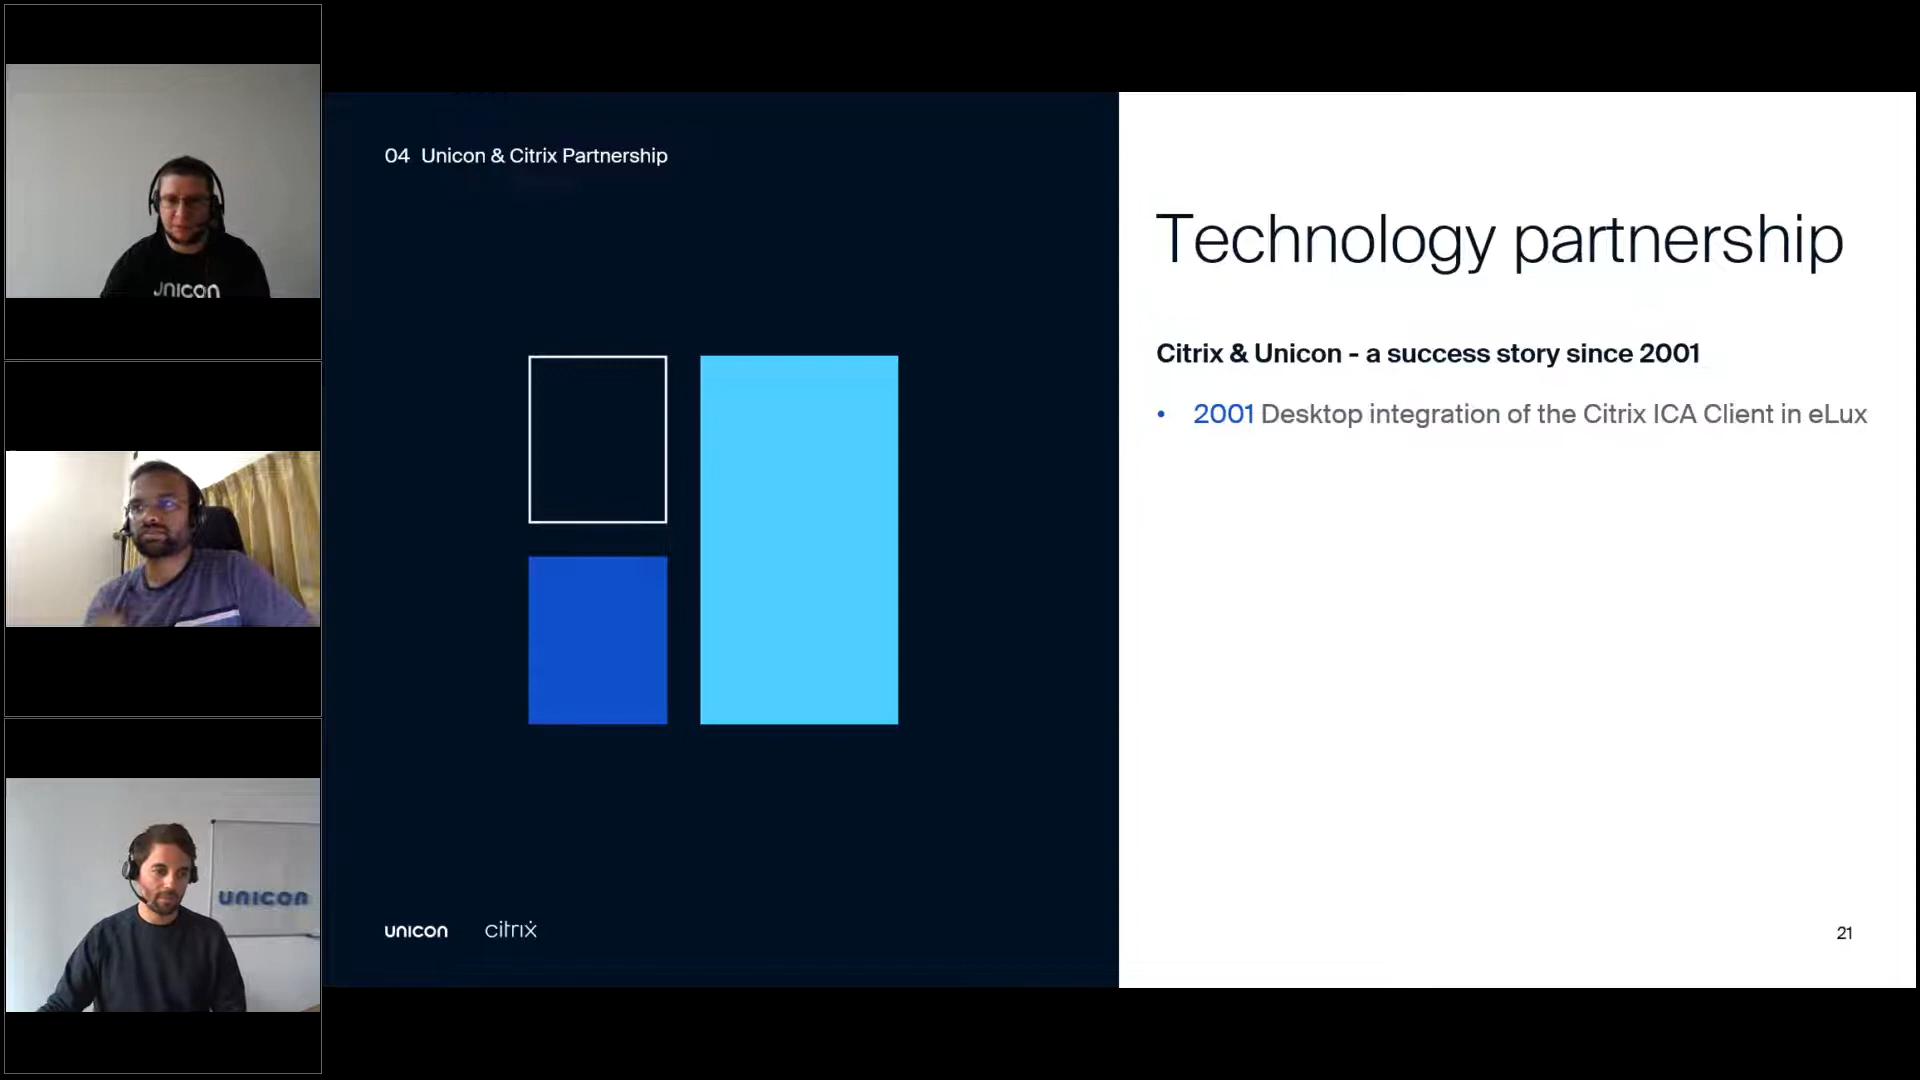 UNICON
UNICON
04 Unicon & Citrix Partnership
Technology partnership
Citrix & Unicon - a success story since 2001
• 2001 Desktop integration of the Citrix ICA Client in eLux
UNICON citrix
21